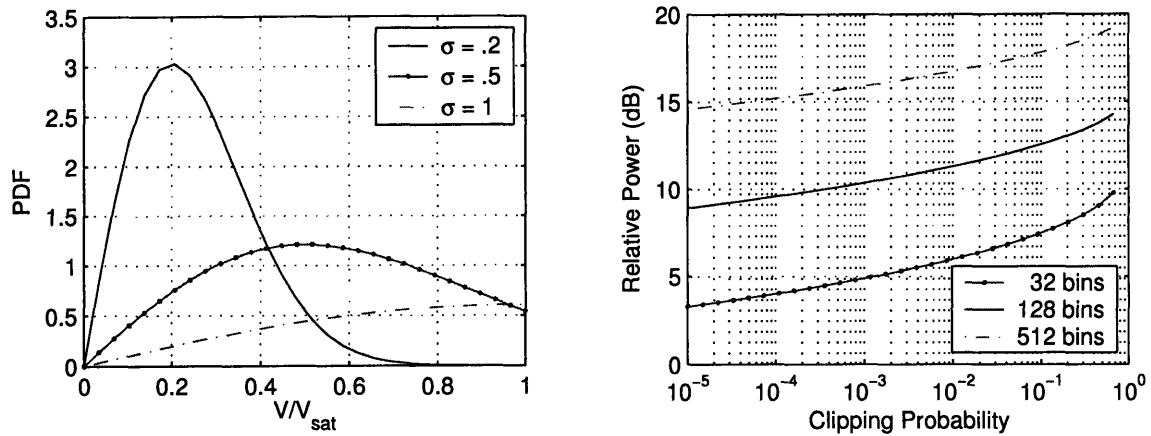 3.5
3
2.5
2
1.5
1
0.5
0
PDF
0
0.2
0.4
0.6
0.8
1
V/V_sat
σ = .2
σ = .5
σ = 1
20
15
10
5
0
Relative Power (dB)
10^-5
10^-4
10^-3
10^-2
10^-1
10^0
Clipping Probability
32 bins
128 bins
512 bins